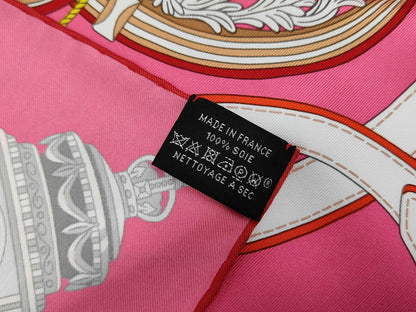 MADE IN FRANCE
100% SOIE
NETTOYAGE A SEC